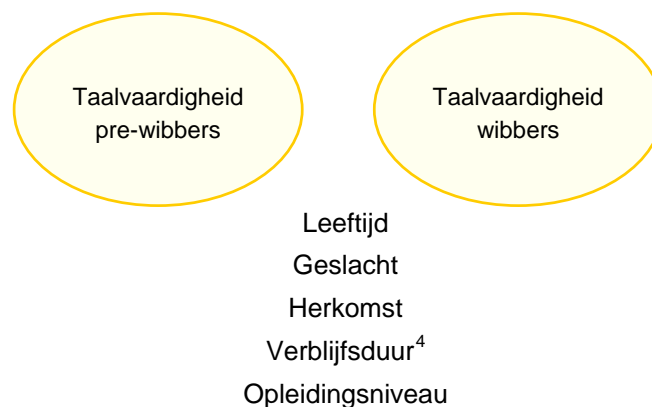 Taalvaardigheid
pre-wibbers
Taalvaardigheid
wibbers
Leeftijd
Geslacht
Herkomst
Verblijfsduur⁴
Opleidingsniveau